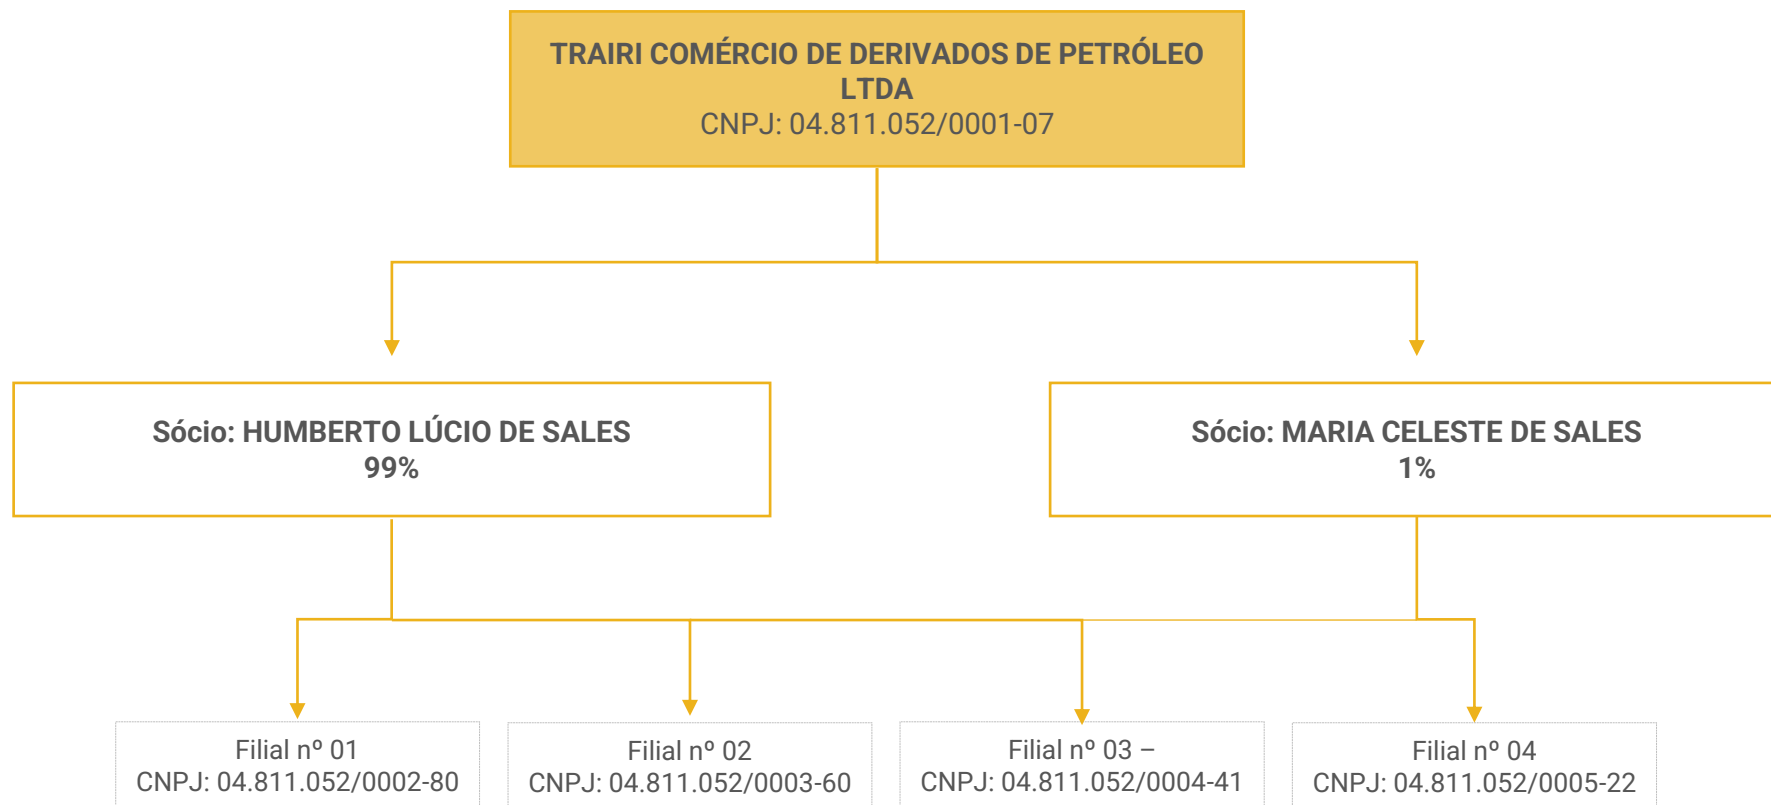 TRAIRI COMÉRCIO DE DERIVADOS DE PETRÓLEO
LTDA
CNPJ: 04.811.052/0001-07
Sócio: HUMBERTO LÚCIO DE SALES
99%
Sócio: MARIA CELESTE DE SALES
1%
Filial nº 01
CNPJ: 04.811.052/0002-80
Filial nº 02
CNPJ: 04.811.052/0003-60
Filial nº 03 –
CNPJ: 04.811.052/0004-41
Filial nº 04
CNPJ: 04.811.052/0005-22